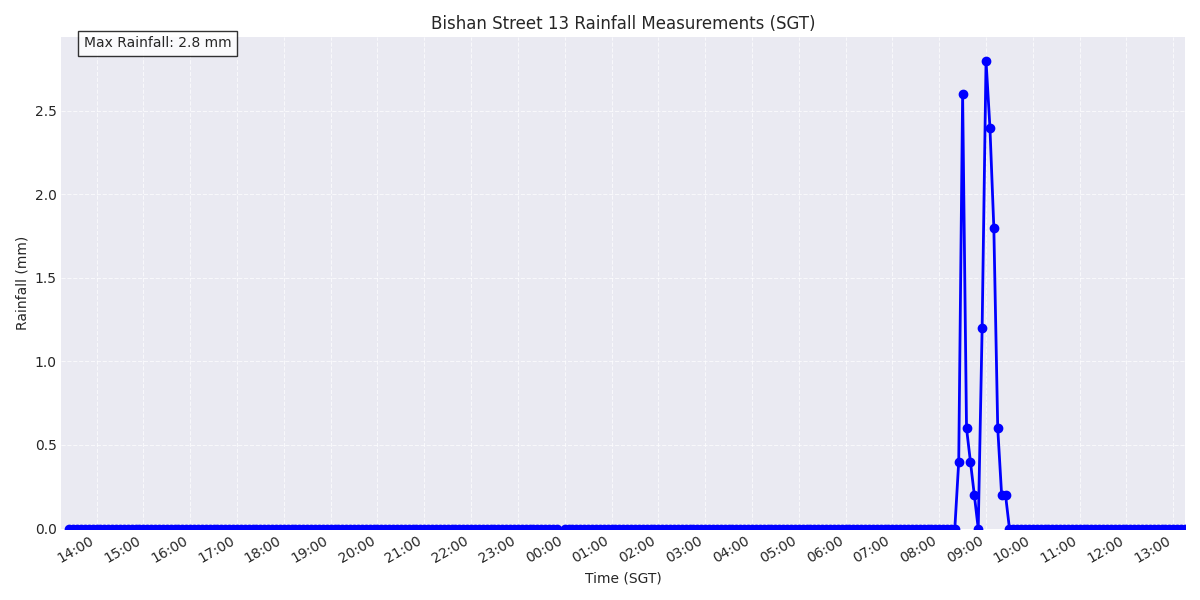 Bishan Street 13 Rainfall Measurements (SGT)
Max Rainfall: 2.8 mm
Rainfall (mm)
2.5
2.0
1.5
1.0
0.5
0.0
14:00 15:00 16:00 17:00 18:00 19:00 20:00 21:00 22:00 23:00 00:00 01:00 02:00 03:00 04:00 05:00 06:00 07:00 08:00 09:00 10:00 11:00 12:00 13:00
Time (SGT)